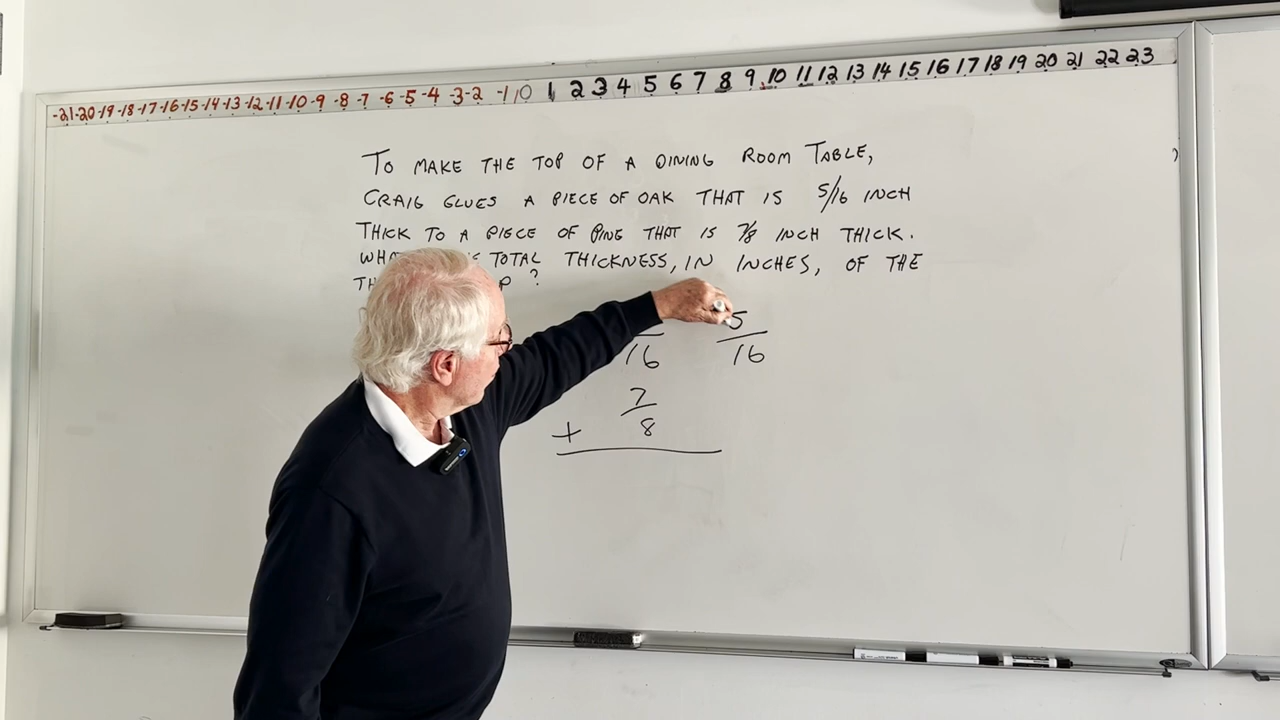 -21-20-19-18-17-16-15-14-13-12-11-10-9-8-7-6-5-4-3-2-1 0 1 2 3 4 5 6 7 8 9 10 11 12 13 14 15 16 17 18 19 20 21 22 23
TO MAKE THE TOP OF A DINING ROOM TABLE,
CRAIG GLUES A PIECE OF OAK THAT IS 5/16 INCH
THICK TO A PIECE OF PINE THAT IS 7/8 INCH THICK.
TOTAL THICKNESS, IN INCHES, OF THE
?
5
16 16
7
+ 8